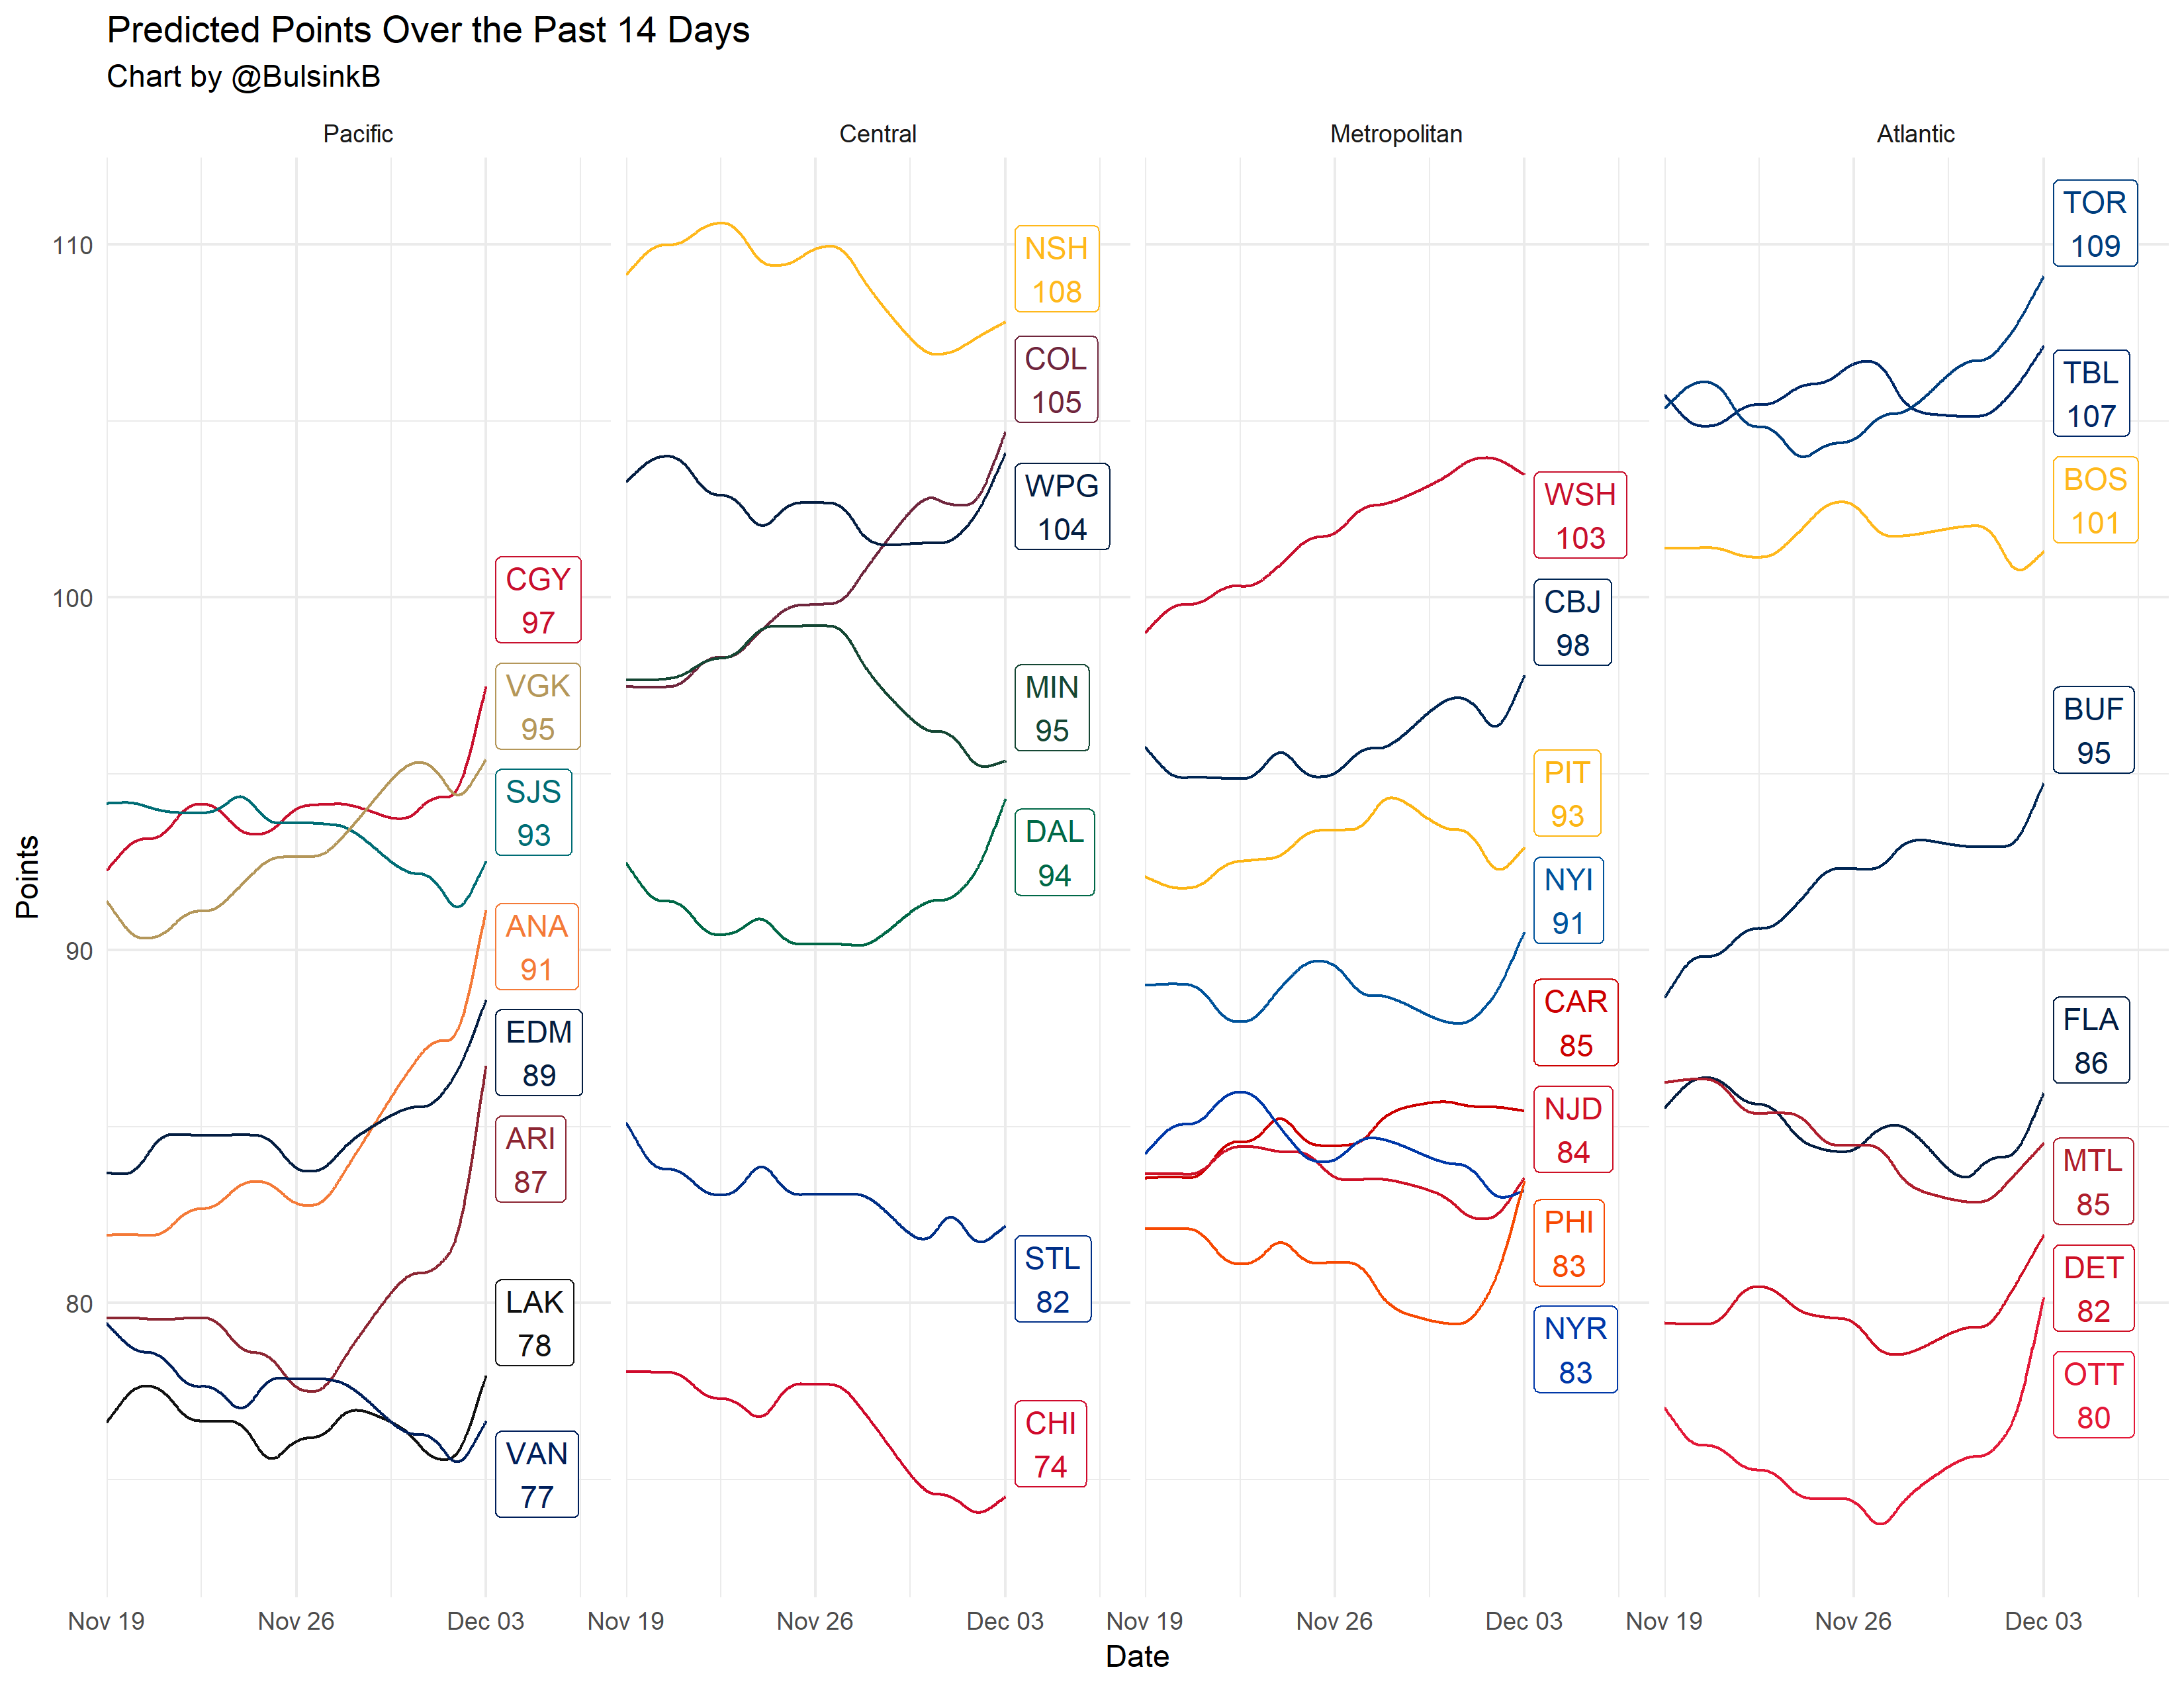 Predicted Points Over the Past 14 Days
Chart by @BulsinkB
Pacific
Central
Metropolitan
Atlantic
Points
110
100
90
80
CGY
97
VGK
95
SJS
93
ANA
91
EDM
89
ARI
87
LAK
78
VAN
77
NSH
108
COL
105
WPG
104
MIN
95
DAL
94
STL
82
CHI
74
WSH
103
CBJ
98
PIT
93
NYI
91
CAR
85
NJD
84
PHI
83
NYR
83
TOR
109
TBL
107
BOS
101
BUF
95
FLA
86
MTL
85
DET
82
OTT
80
Nov 19
Nov 26
Dec 03
Nov 19
Nov 26
Dec 03
Nov 19
Nov 26
Dec 03
Nov 19
Nov 26
Dec 03
Date